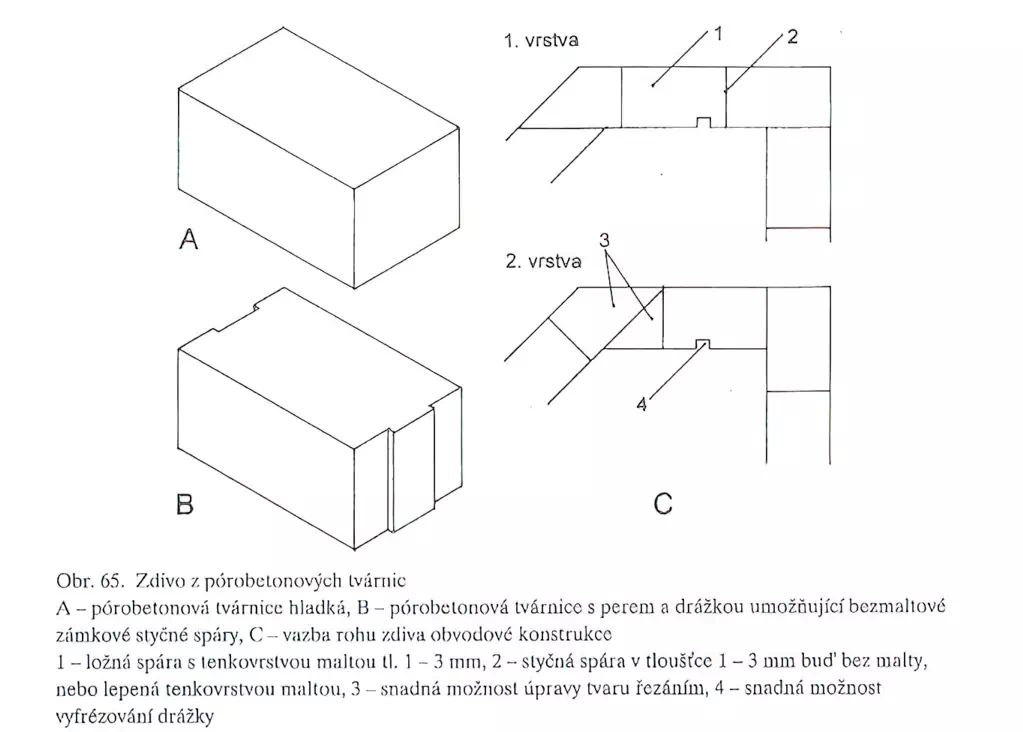 1. vrstva
1
2
A
2. vrstva
3
4
B
C
Obr. 65. Zdivo z pórobetonových tvárnic
A – pórobetonová tvárnice hladká, B – pórobetonová tvárnice s perem a drážkou umožňující bezmaltové
zámkové styčné spáry, C – vazba rohu zdiva obvodové konstrukce
1 – ložná spára s tenkovrstvou maltou tl. 1 – 3 mm, 2 – styčná spára v tloušťce 1 – 3 mm buď bez malty,
nebo lepená tenkovrstvou maltou, 3 – snadná možnost úpravy tvaru řezáním, 4 – snadná možnost
vyfrézování drážky